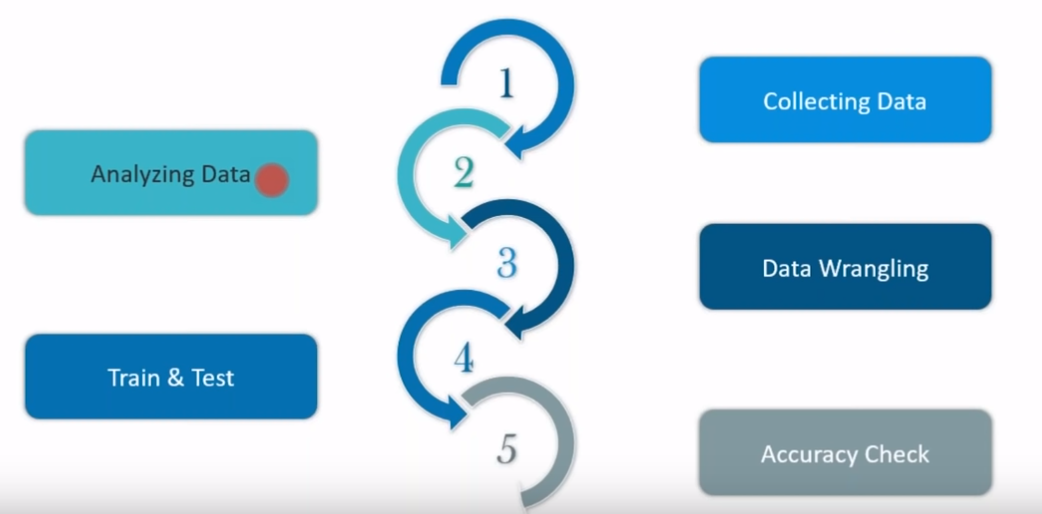 1
Collecting Data
Analyzing Data
2
3
Data Wrangling
4
Train & Test
5
Accuracy Check